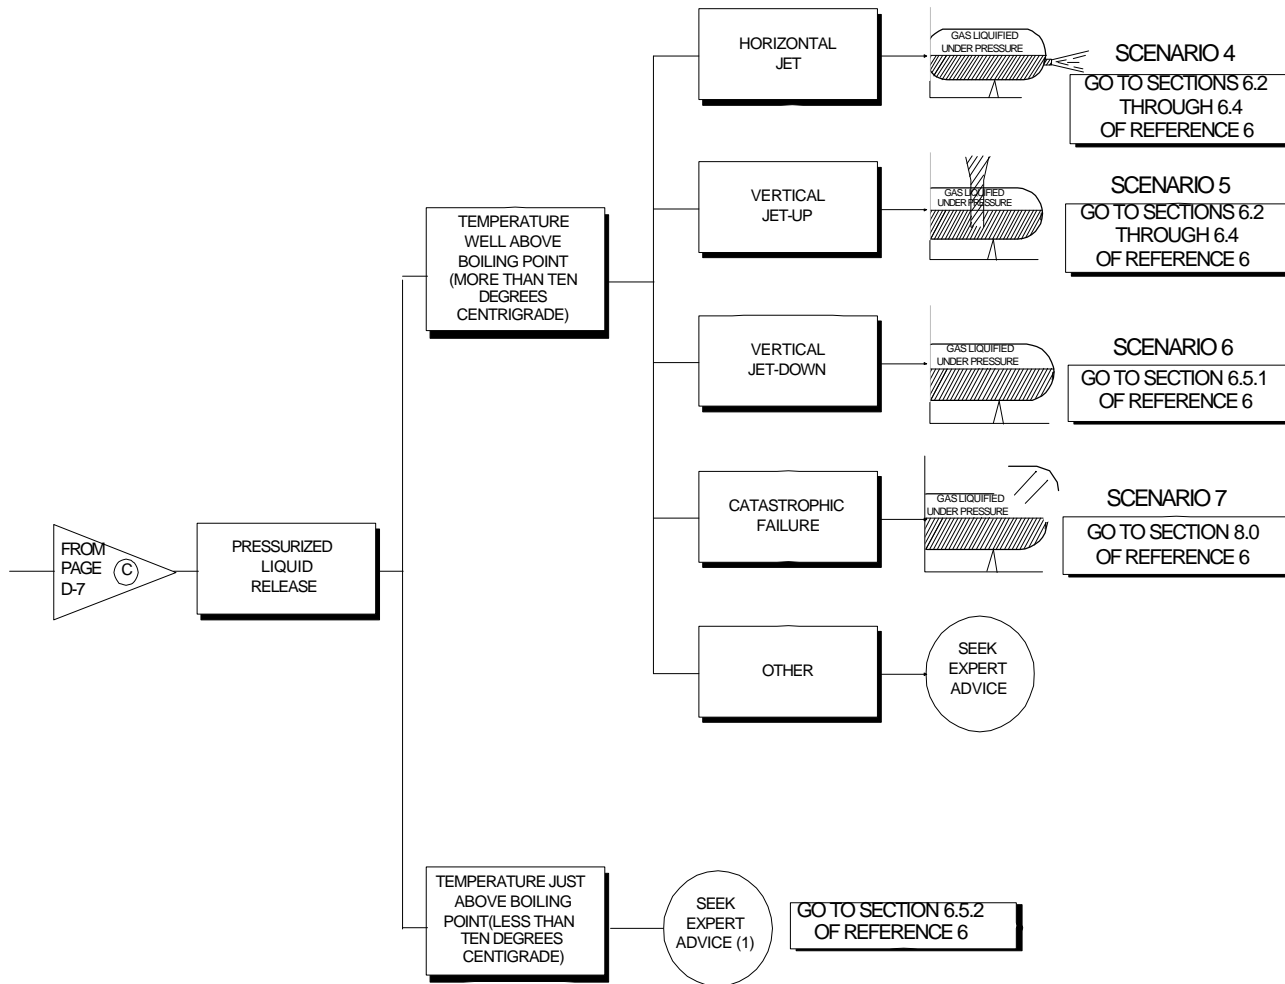 HORIZONTAL
JET
GAS LIQUIFIED
UNDER PRESSURE
SCENARIO 4
GO TO SECTIONS 6.2
THROUGH 6.4
OF REFERENCE 6
VERTICAL
JET-UP
GAS LIQUIFIED
UNDER PRESSURE
SCENARIO 5
GO TO SECTIONS 6.2
THROUGH 6.4
OF REFERENCE 6
TEMPERATURE
WELL ABOVE
BOILING POINT
(MORE THAN TEN
DEGREES
CENTRIGRADE)
VERTICAL
JET-DOWN
GAS LIQUIFIED
UNDER PRESSURE
SCENARIO 6
GO TO SECTION 6.5.1
OF REFERENCE 6
CATASTROPHIC
FAILURE
GAS LIQUIFIED
UNDER PRESSURE
SCENARIO 7
GO TO SECTION 8.0
OF REFERENCE 6
FROM
PAGE
D-7
C
PRESSURIZED
LIQUID
RELEASE
OTHER
SEEK
EXPERT
ADVICE
TEMPERATURE JUST
ABOVE BOILING
POINT(LESS THAN
TEN DEGREES
CENTIGRADE)
SEEK
EXPERT
ADVICE (1)
GO TO SECTION 6.5.2
OF REFERENCE 6